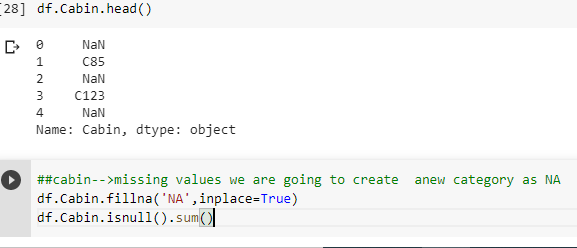 [28] df.Cabin.head()
0 NaN
1 C85
2 NaN
3 C123
4 NaN
Name: Cabin, dtype: object
##cabin-->missing values we are going to create  anew category as NA
df.Cabin.fillna('NA',inplace=True)
df.Cabin.isnull().sum()